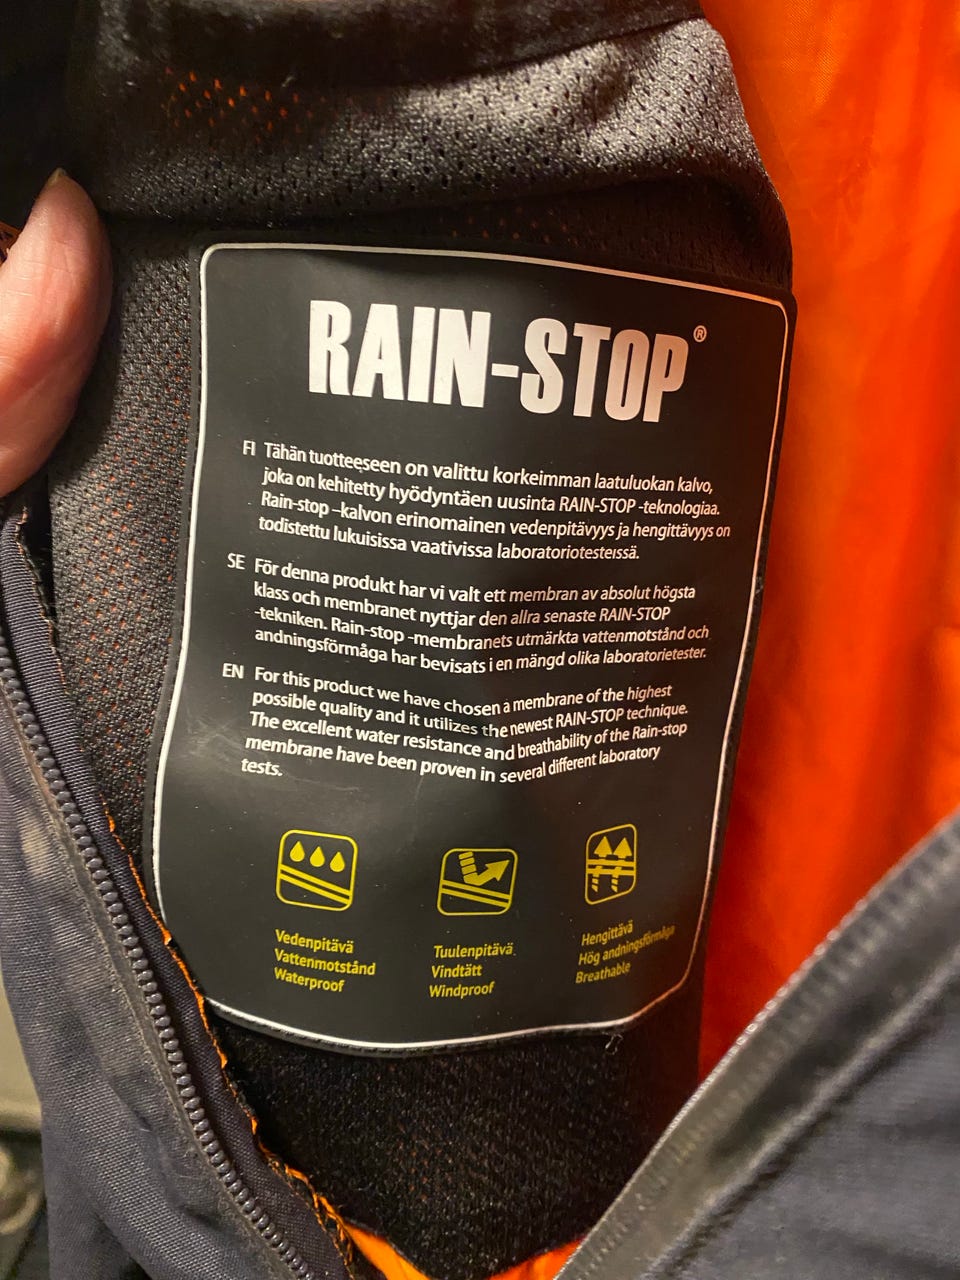 RAIN-STOP®
FI Tähän tuotteeseen on valittu korkeimman laatuluokan kalvo,
joka on kehitetty hyödyntäen uusinta RAIN-STOP -teknologiaa.
Rain-stop –kalvon erinomainen vedenpitävyys ja hengittävyys on
todistettu lukuisissa vaativissa laboratoriotesteissä.
SE För denna produkt har vi valt ett membran av absolut högsta
klass och membranet nyttjar den allra senaste RAIN-STOP
-tekniken. Rain-stop -membranets utmärkta vattenmotstånd och
andningsförmåga har bevisats i en mängd olika laboratorietester.
EN For this product we have chosen a membrane of the highest
possible quality and it utilizes the newest RAIN-STOP technique.
The excellent water resistance and breathability of the Rain-stop
membrane have been proven in several different laboratory
tests.
Vedenpitävä
Vattenmotstånd
Waterproof
Tuulenpitävä
Vindtätt
Windproof
Hengittävä
Hög andningsförmåga
Breathable